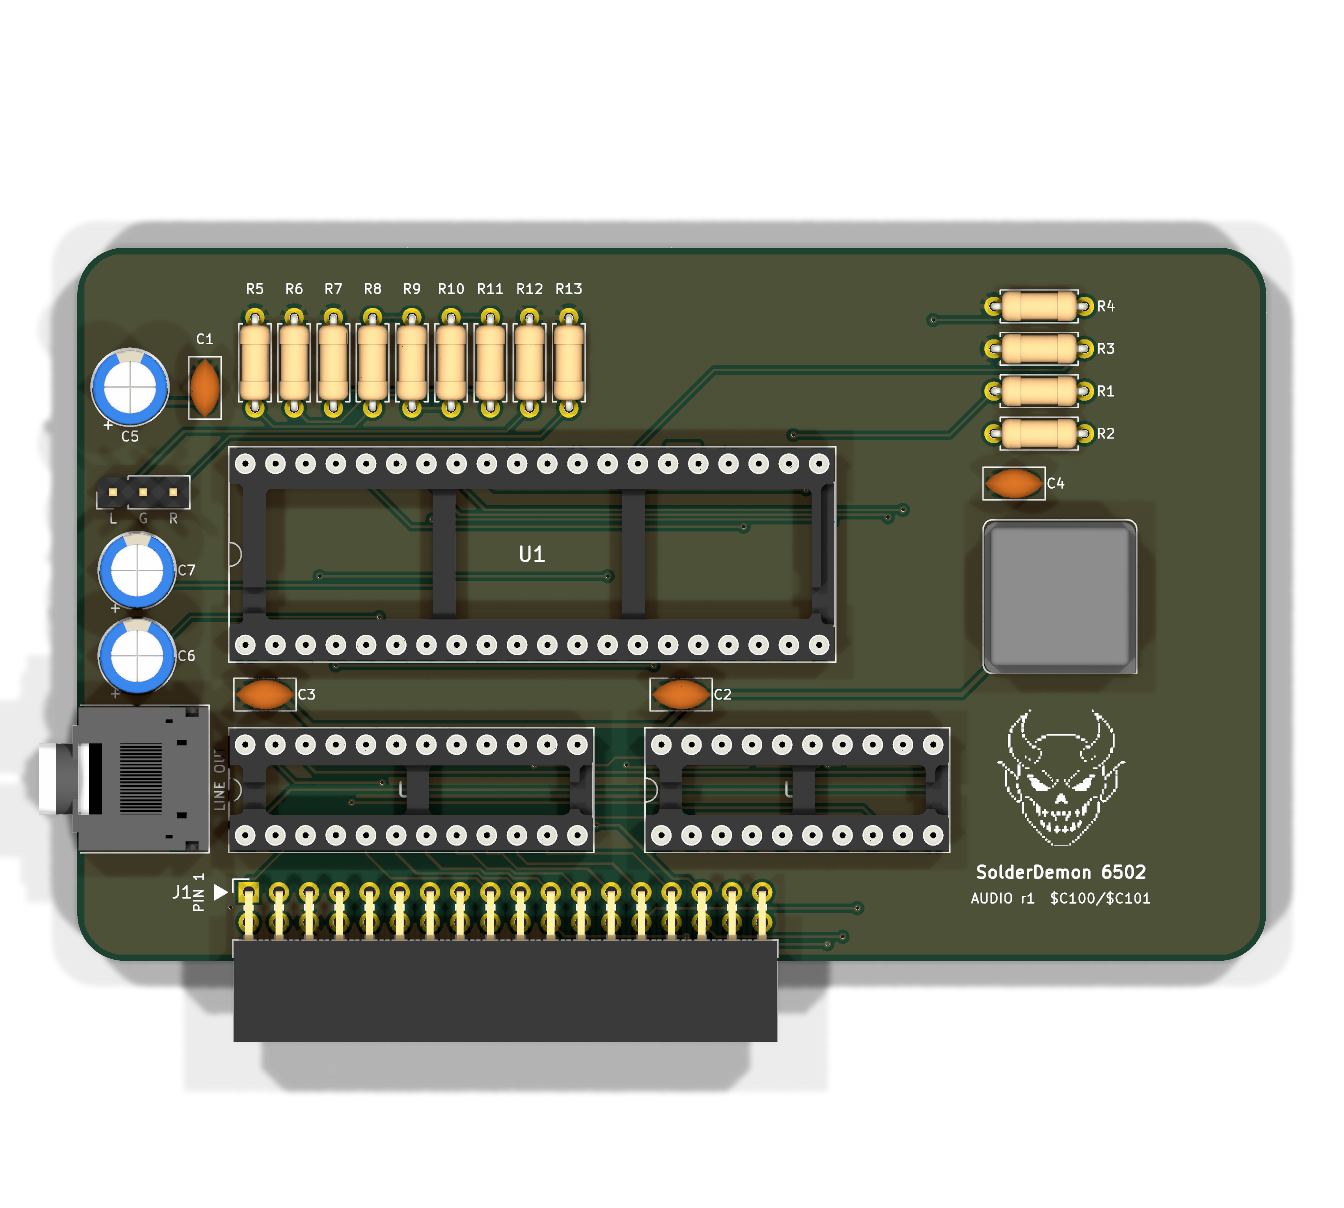 R5 R6 R7 R8 R9 R10 R11 R12 R13
R4
C1
R3
R1
C5
R2
C4
L G R
U1
C7
C6
C3
C2
LINE OUT
J1
PIN 1
SolderDemon 6502
AUDIO r1 $C100/$C101